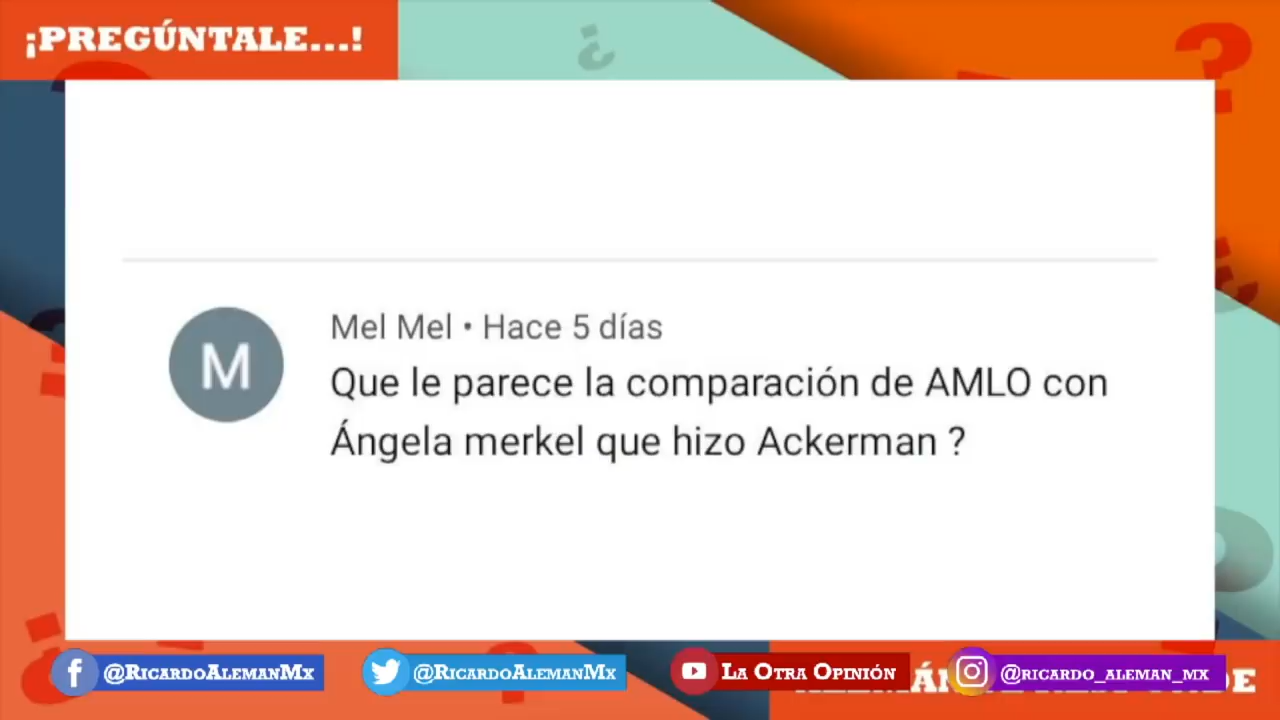 ¡PREGÚNTALE...!
M
Mel Mel • Hace 5 días
Que le parece la comparación de AMLO con
Ángela merkel que hizo Ackerman ?
@RicardoAlemanMx
@RicardoAlemanMx
La Otra Opinión
@ricardo_aleman_mx